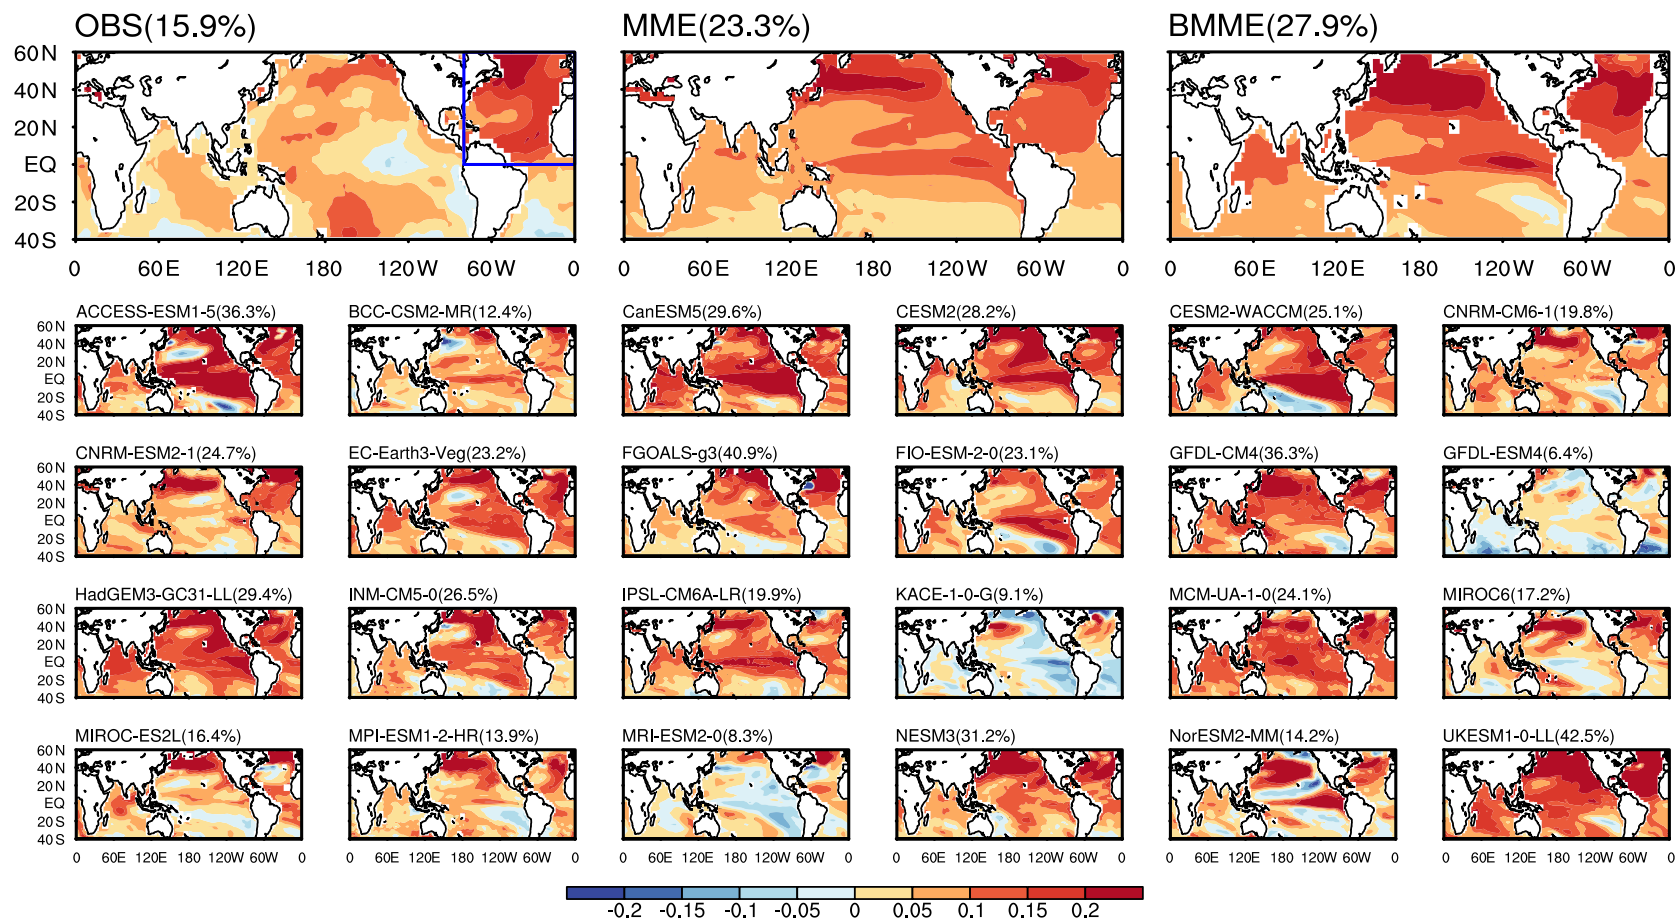 OBS(15.9%) MME(23.3%) BMME(27.9%)
60N
40N
20N
EQ
20S
40S
0 60E 120E 180 120W 60W 0
0 60E 120E 180 120W 60W 0
0 60E 120E 180 120W 60W 0
ACCESS-ESM1-5(36.3%) BCC-CSM2-MR(12.4%) CanESM5(29.6%) CESM2(28.2%) CESM2-WACCM(25.1%) CNRM-CM6-1(19.8%)
60N
40N
20N
EQ
20S
40S
CNRM-ESM2-1(24.7%) EC-Earth3-Veg(23.2%) FGOALS-g3(40.9%) FIO-ESM-2-0(23.1%) GFDL-CM4(36.3%) GFDL-ESM4(6.4%)
60N
40N
20N
EQ
20S
40S
HadGEM3-GC31-LL(29.4%) INM-CM5-0(26.5%) IPSL-CM6A-LR(19.9%) KACE-1-0-G(9.1%) MCM-UA-1-0(24.1%) MIROC6(17.2%)
60N
40N
20N
EQ
20S
40S
MIROC-ES2L(16.4%) MPI-ESM1-2-HR(13.9%) MRI-ESM2-0(8.3%) NESM3(31.2%) NorESM2-MM(14.2%) UKESM1-0-LL(42.5%)
60N
40N
20N
EQ
20S
40S
0 60E 120E 180 120W 60W 0
0 60E 120E 180 120W 60W 0
0 60E 120E 180 120W 60W 0
0 60E 120E 180 120W 60W 0
0 60E 120E 180 120W 60W 0
0 60E 120E 180 120W 60W 0
-0.2 -0.15 -0.1 -0.05 0 0.05 0.1 0.15 0.2